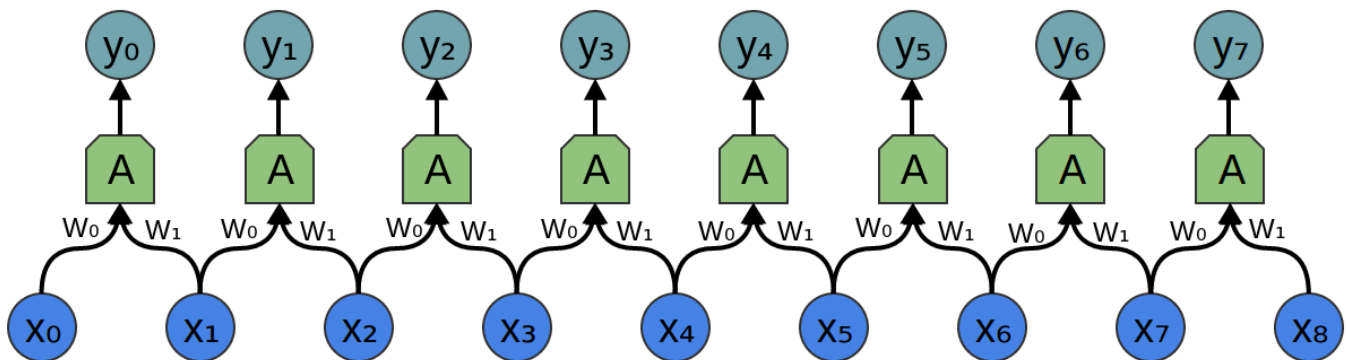 y₀ y₁ y₂ y₃ y₄ y₅ y₆ y₇
A A A A A A A A
W₀ W₁ W₀ W₁ W₀ W₁ W₀ W₁ W₀ W₁ W₀ W₁ W₀ W₁ W₀ W₁
x₀ x₁ x₂ x₃ x₄ x₅ x₆ x₇ x₈